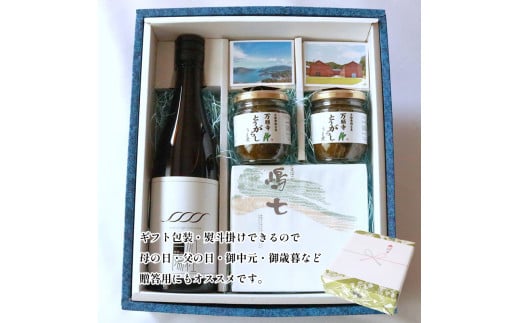 万願寺
とうがらし
万願寺
とうがらし
嶋七
ギフト包装・熨斗掛けできるので
母の日・父の日・御中元・御歳暮など
贈答用にもオススメです。